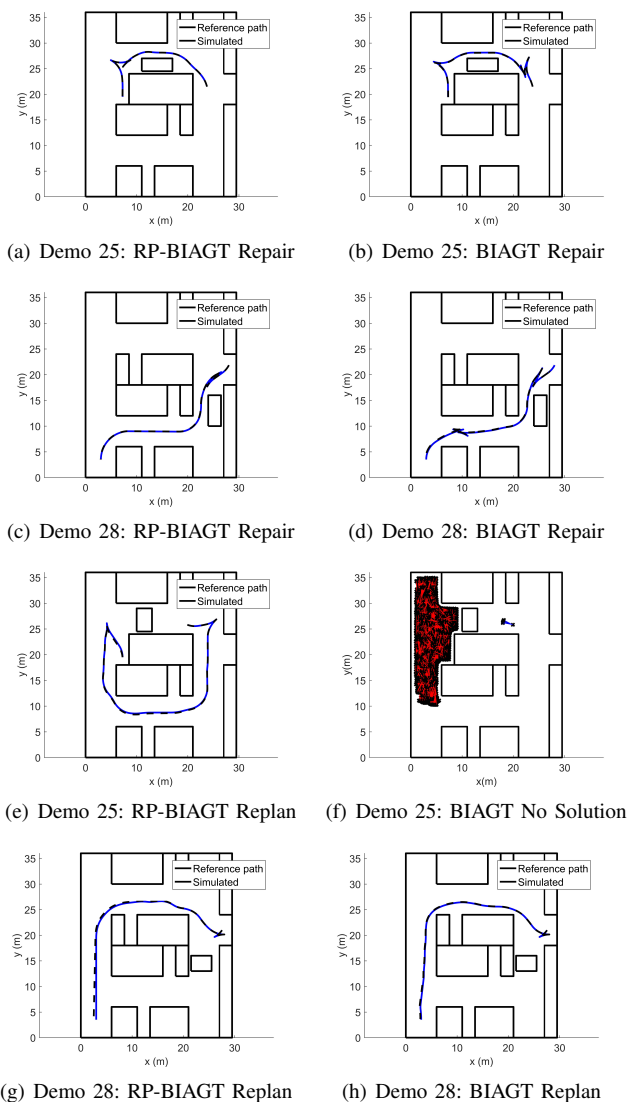 Reference path
Simulated
y (m)
35
30
25
20
15
10
5
0
0 10 20 30
x (m)
(a) Demo 25: RP-BIAGT Repair
Reference path
Simulated
y (m)
35
30
25
20
15
10
5
0
0 10 20 30
x (m)
(b) Demo 25: BIAGT Repair
Reference path
Simulated
y (m)
35
30
25
20
15
10
5
0
0 10 20 30
x (m)
(c) Demo 28: RP-BIAGT Repair
Reference path
Simulated
y (m)
35
30
25
20
15
10
5
0
0 10 20 30
x (m)
(d) Demo 28: BIAGT Repair
Reference path
Simulated
y (m)
35
30
25
20
15
10
5
0
0 10 20 30
x (m)
(e) Demo 25: RP-BIAGT Replan
y(m)
35
30
25
20
15
10
5
0
0 10 20 30
x(m)
(f) Demo 25: BIAGT No Solution
Reference path
Simulated
y (m)
35
30
25
20
15
10
5
0
0 10 20 30
x (m)
(g) Demo 28: RP-BIAGT Replan
Reference path
Simulated
y (m)
35
30
25
20
15
10
5
0
0 10 20 30
x (m)
(h) Demo 28: BIAGT Replan